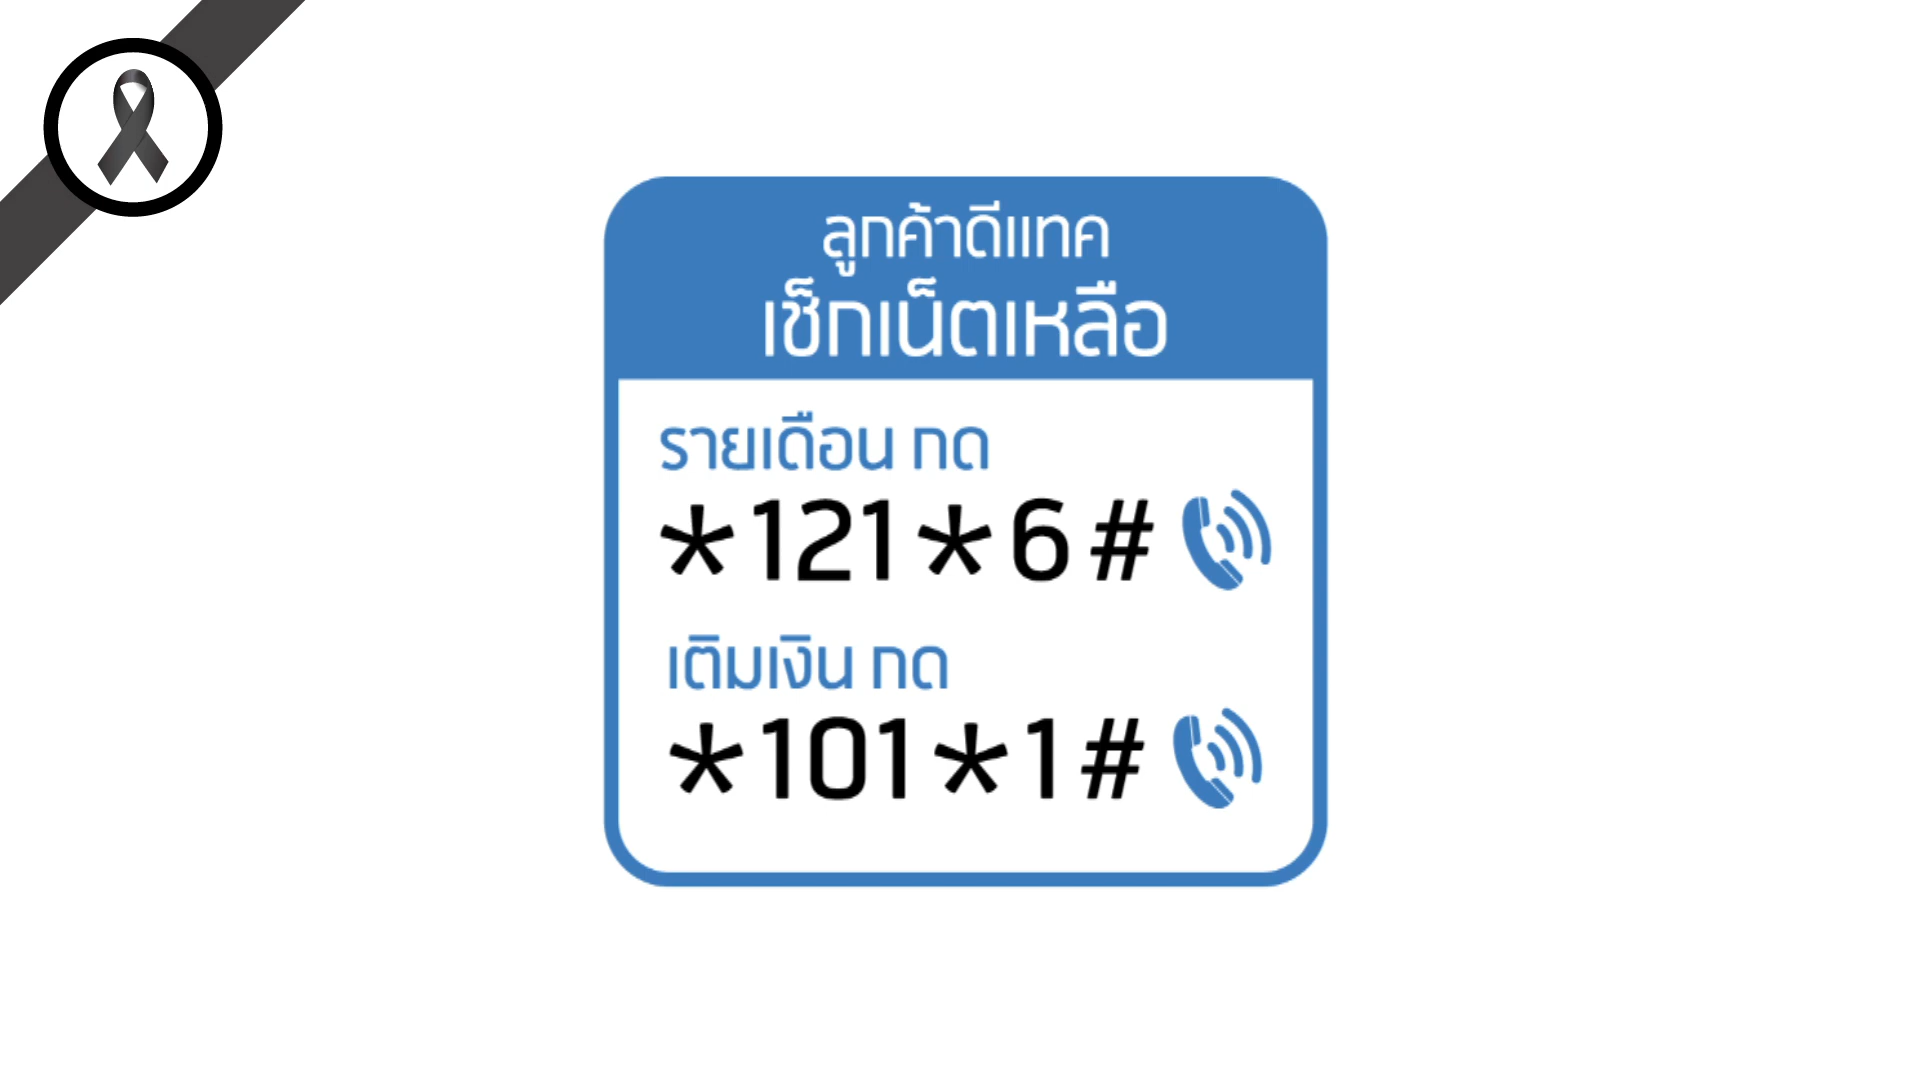 ลูกค้าดีแทค
เช็กเน็ตเหลือ
รายเดือน กด
*121*6#
เติมเงิน กด
*101*1#